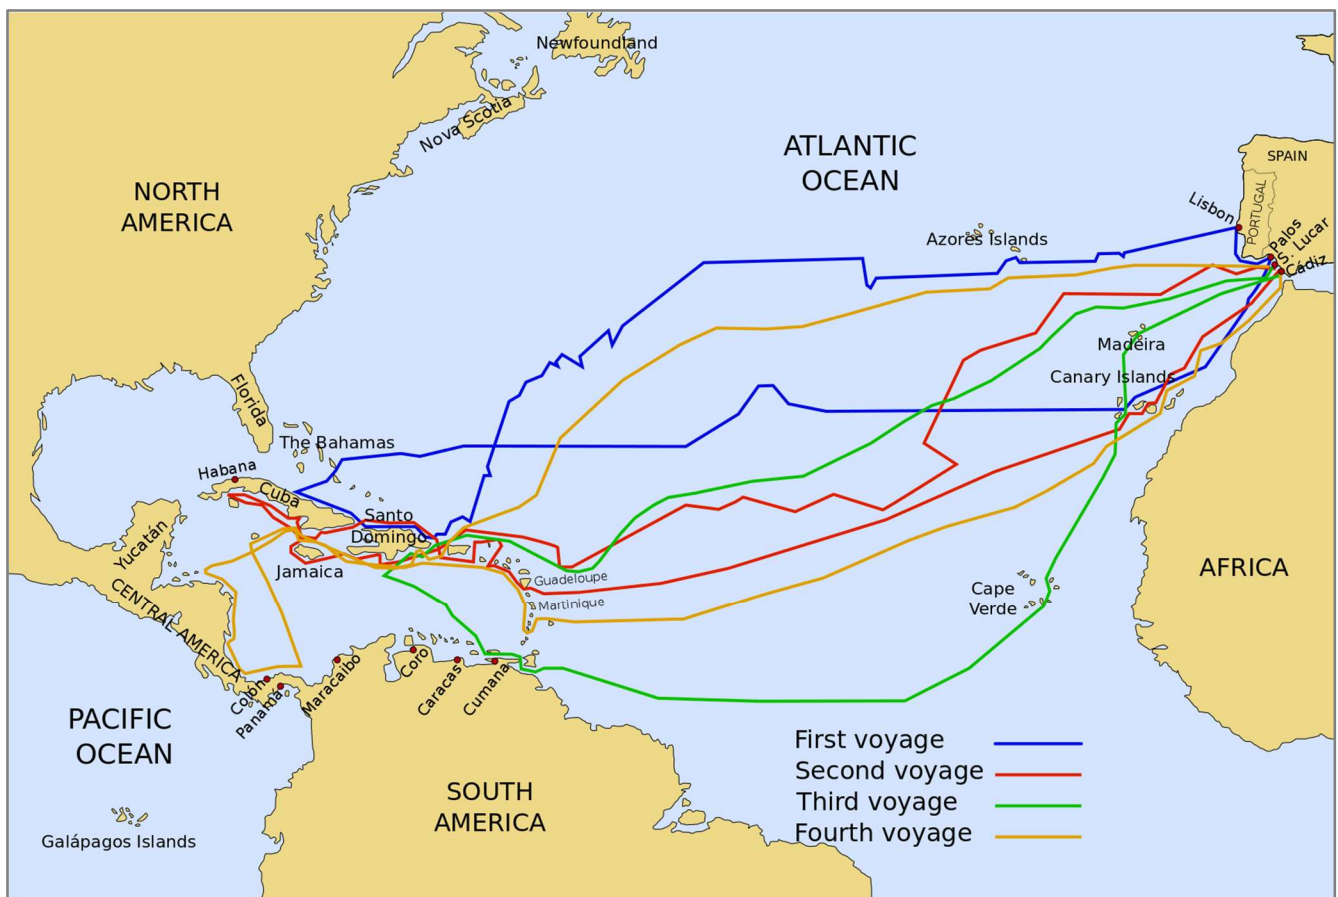 Newfoundland
Nova Scotia
ATLANTIC
OCEAN
SPAIN
PORTUGAL
NORTH
AMERICA
Lisbon
Palos
S. Lucar
Cádiz
Azores Islands
Madeira
Canary Islands
Florida
The Bahamas
Habana
Cuba
Santo
Domingo
Yucatán
Jamaica
Guadeloupe
Martinique
CENTRAL AMERICA
Cape
Verde
AFRICA
Colón
Panamá
Maracaibo
Coro
Caracas
Cumana
PACIFIC
OCEAN
First voyage
Second voyage
Third voyage
Fourth voyage
SOUTH
AMERICA
Galápagos Islands